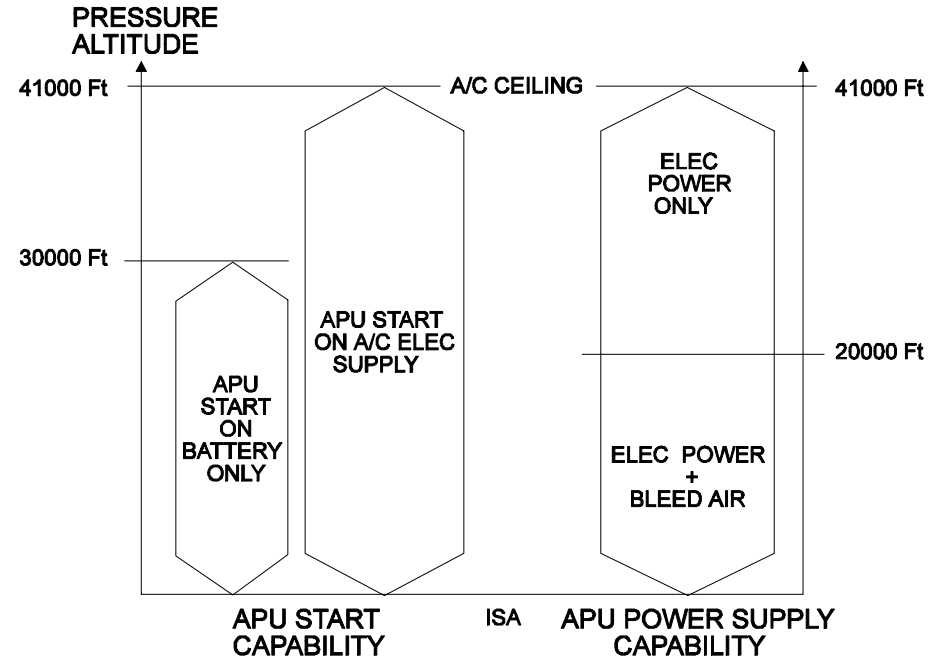 PRESSURE
ALTITUDE
41000 Ft
A/C CEILING
41000 Ft
ELEC
POWER
ONLY
30000 Ft
APU START
ON A/C ELEC
SUPPLY
20000 Ft
APU
START
ON
BATTERY
ONLY
ELEC POWER
+
BLEED AIR
APU START
CAPABILITY
ISA
APU POWER SUPPLY
CAPABILITY